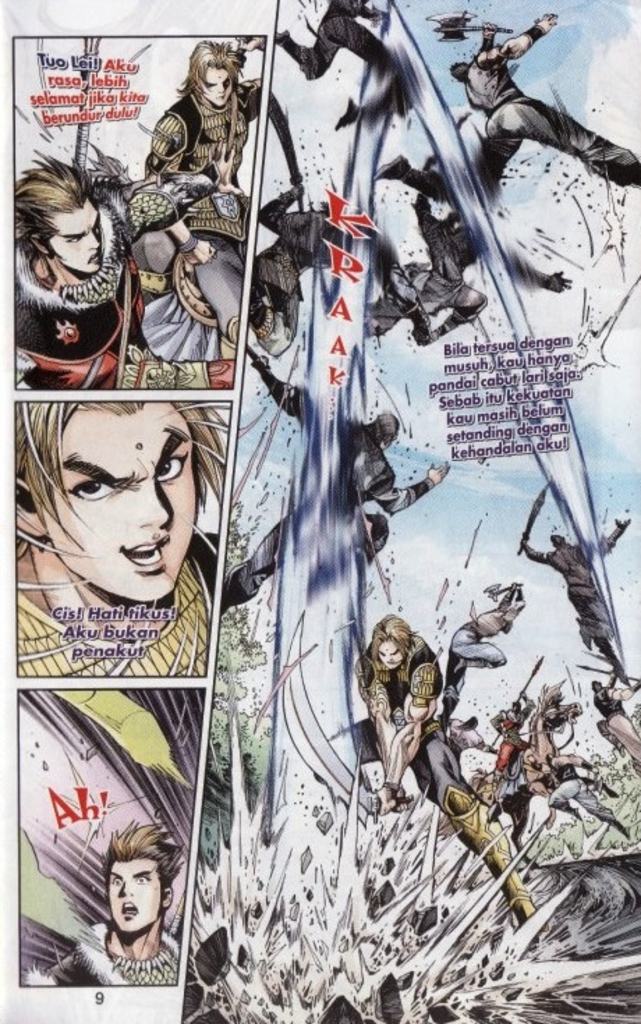 Tuo Lei! Aku
rasa, lebih
selamat jika kita
berundur dulu!
Cis! Hati tikus!
Aku bukan
penakut
Ah!
KRAAK...
Bila tersua dengan
musuh, kau hanya
pandai cabut lari saja.
Sebab itu kekuatan
kau masih belum
setanding dengan
kehandalan aku!
9